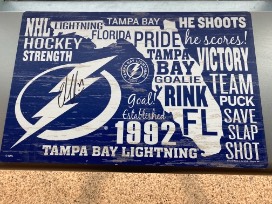 NHL LIGHTNING TAMPA BAY HE SHOOTS
HOCKEY FLORIDA PRIDE he scores!
STRENGTH TAMPA BAY VICTORY
GOALIE TEAM
Goal! RINK PUCK
Established FL SAVE
1992 SLAP
TAMPA BAY LIGHTNING SHOT